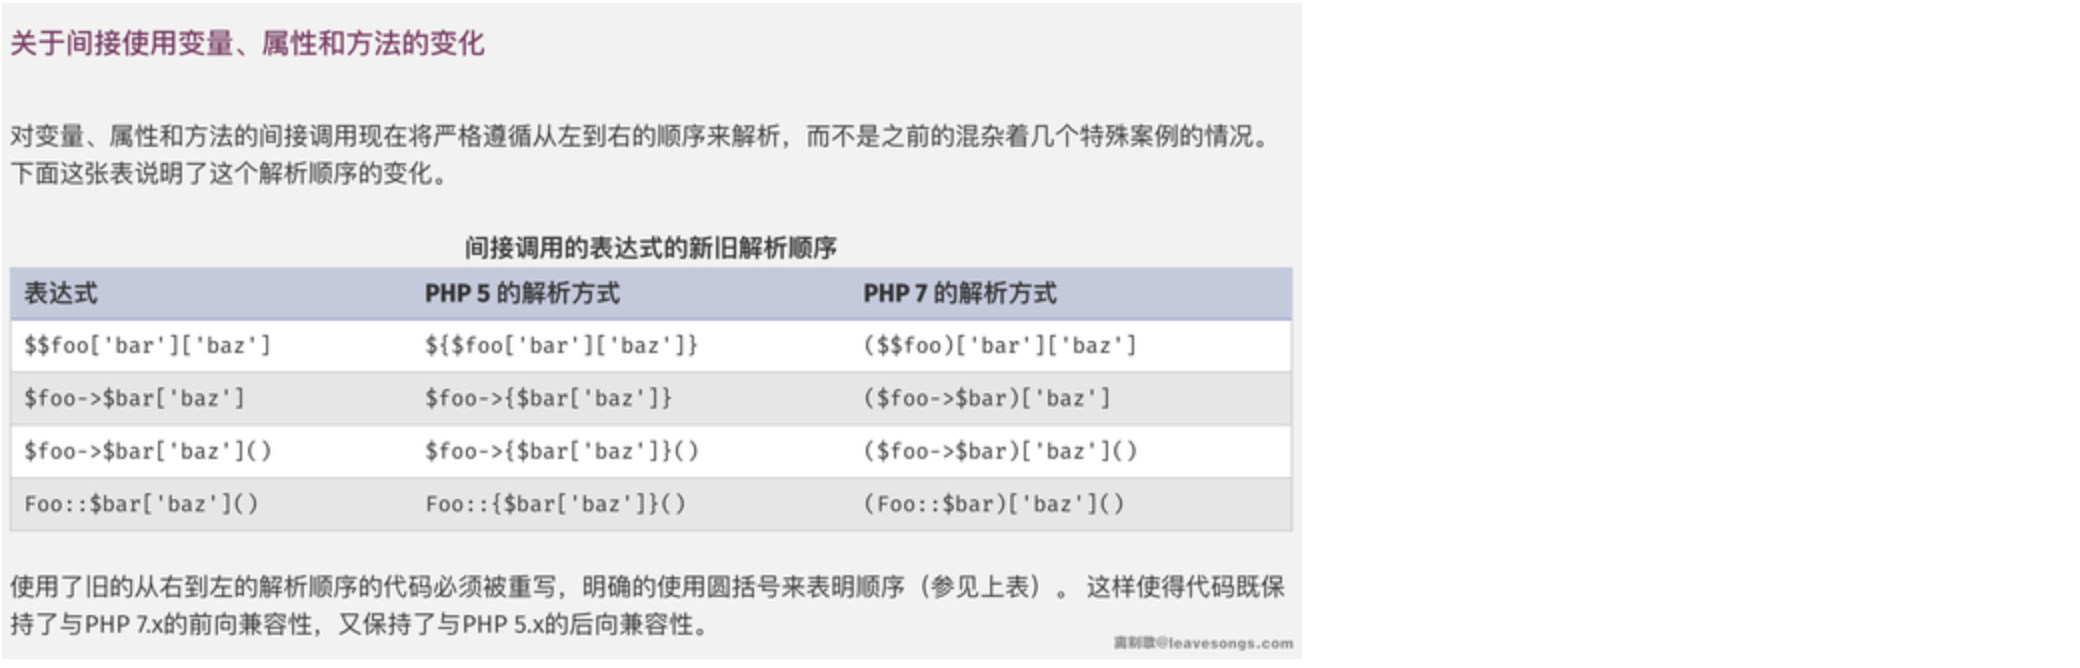 关于间接使用变量、属性和方法的变化
对变量、属性和方法的间接调用现在将严格遵循从左到右的顺序来解析，而不是之前的混杂着几个特殊案例的情况。
下面这张表说明了这个解析顺序的变化。
间接调用的表达式的新旧解析顺序
表达式 PHP 5 的解析方式 PHP 7 的解析方式
$$foo['bar']['baz'] ${$foo['bar']['baz']} ($$foo)['bar']['baz']
$foo->$bar['baz'] $foo->{$bar['baz']} ($foo->$bar)['baz']
$foo->$bar['baz']() $foo->{$bar['baz']}() ($foo->$bar)['baz']()
Foo::$bar['baz']() Foo::{$bar['baz']}() (Foo::$bar)['baz']()
使用了旧的从右到左的解析顺序的代码必须被重写，明确的使用圆括号来表明顺序（参见上表）。 这样使得代码既保
持了与PHP 7.x的前向兼容性，又保持了与PHP 5.x的后向兼容性。
离别歌@leavesongs.com